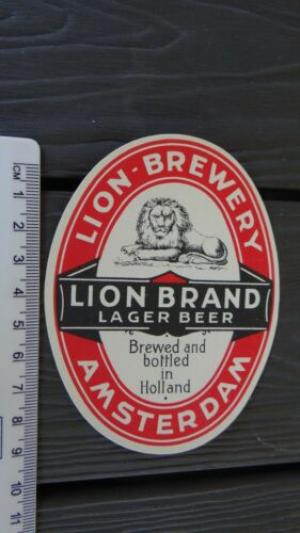 LION-BREWERY
LION BRAND
LAGER BEER
Brewed and
bottled
in
Holland
AMSTERDAM
CM
1
2
3
4
5
6
7
8
9
10
11